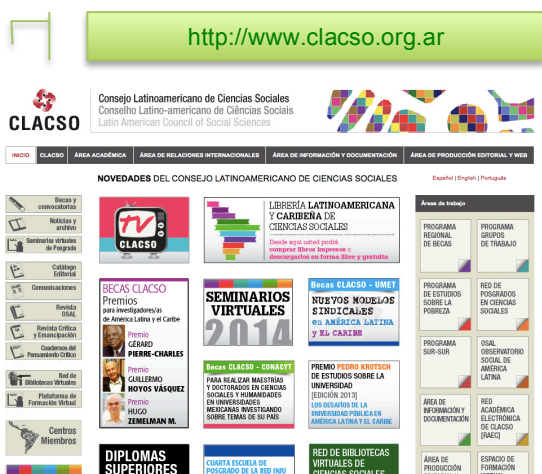 http://www.clacso.org.ar
CLACSO
Consejo Latinoamericano de Ciencias Sociales
Conselho Latino-americano de Ciências Sociais
Latin American Council of Social Sciences
INICIO
CLACSO
ÁREA ACADÉMICA
ÁREA DE RELACIONES INTERNACIONALES
ÁREA DE INFORMACIÓN Y DOCUMENTACIÓN
ÁREA DE PRODUCCIÓN EDITORIAL Y WEB
NOVEDADES DEL CONSEJO LATINOAMERICANO DE CIENCIAS SOCIALES
Español | English | Português
Becas y
convocatorias
Noticias y
archivo
Seminarios virtuales
de Posgrado
Catálogo
Editorial
Comunicaciones
Revista
OSAL
Revista Crítica
y Emancipación
Cuadernos del
Pensamiento Crítico
Red de
Bibliotecas Virtuales
Plataforma de
Formación Virtual
Centros
Miembros
tv
CLACSO
LIBRERÍA LATINOAMERICANA
Y CARIBEÑA DE
CIENCIAS SOCIALES
Desde aquí usted podrá
comprar libros impresos o
descargarlos en forma libre y gratuita
BECAS CLACSO
Premios
para investigadores/as
de América Latina y el Caribe
Premio
GÉRARD
PIERRE-CHARLES
Premio
GUILLERMO
HOYOS VÁSQUEZ
Premio
HUGO
ZEMELMAN M.
SEMINARIOS
VIRTUALES
2014
Becas CLACSO - UMET
NUEVOS MODELOS
SINDICALES
en AMÉRICA LATINA
y EL CARIBE
Becas CLACSO - CONACYT
PARA REALIZAR MAESTRÍAS
Y DOCTORADOS EN CIENCIAS
SOCIALES Y HUMANIDADES
EN UNIVERSIDADES
MEXICANAS INVESTIGANDO
SOBRE TEMAS DE SU PAÍS
PREMIO PEDRO KROTSCH
DE ESTUDIOS SOBRE LA
UNIVERSIDAD
[EDICIÓN 2013]
LOS DESAFÍOS DE LA
UNIVERSIDAD PÚBLICA EN
AMÉRICA LATINA Y EL CARIBE
DIPLOMAS
SUPERIORES
CUARTA ESCUELA DE
POSGRADO DE LA RED INJU
RED DE BIBLIOTECAS
VIRTUALES DE
CIENCIAS SOCIALES
Áreas de trabajo
PROGRAMA
REGIONAL
DE BECAS
PROGRAMA
GRUPOS
DE TRABAJO
PROGRAMA
DE ESTUDIOS
SOBRE LA
POBREZA
RED DE
POSGRADOS
EN CIENCIAS
SOCIALES
PROGRAMA
SUR-SUR
OSAL
OBSERVATORIO
SOCIAL DE
AMÉRICA
LATINA
ÁREA DE
INFORMACIÓN Y
DOCUMENTACIÓN
RED
ACADÉMICA
ELECTRÓNICA
DE CLACSO
[RAEC]
ÁREA DE
PRODUCCIÓN
ESPACIO DE
FORMACIÓN